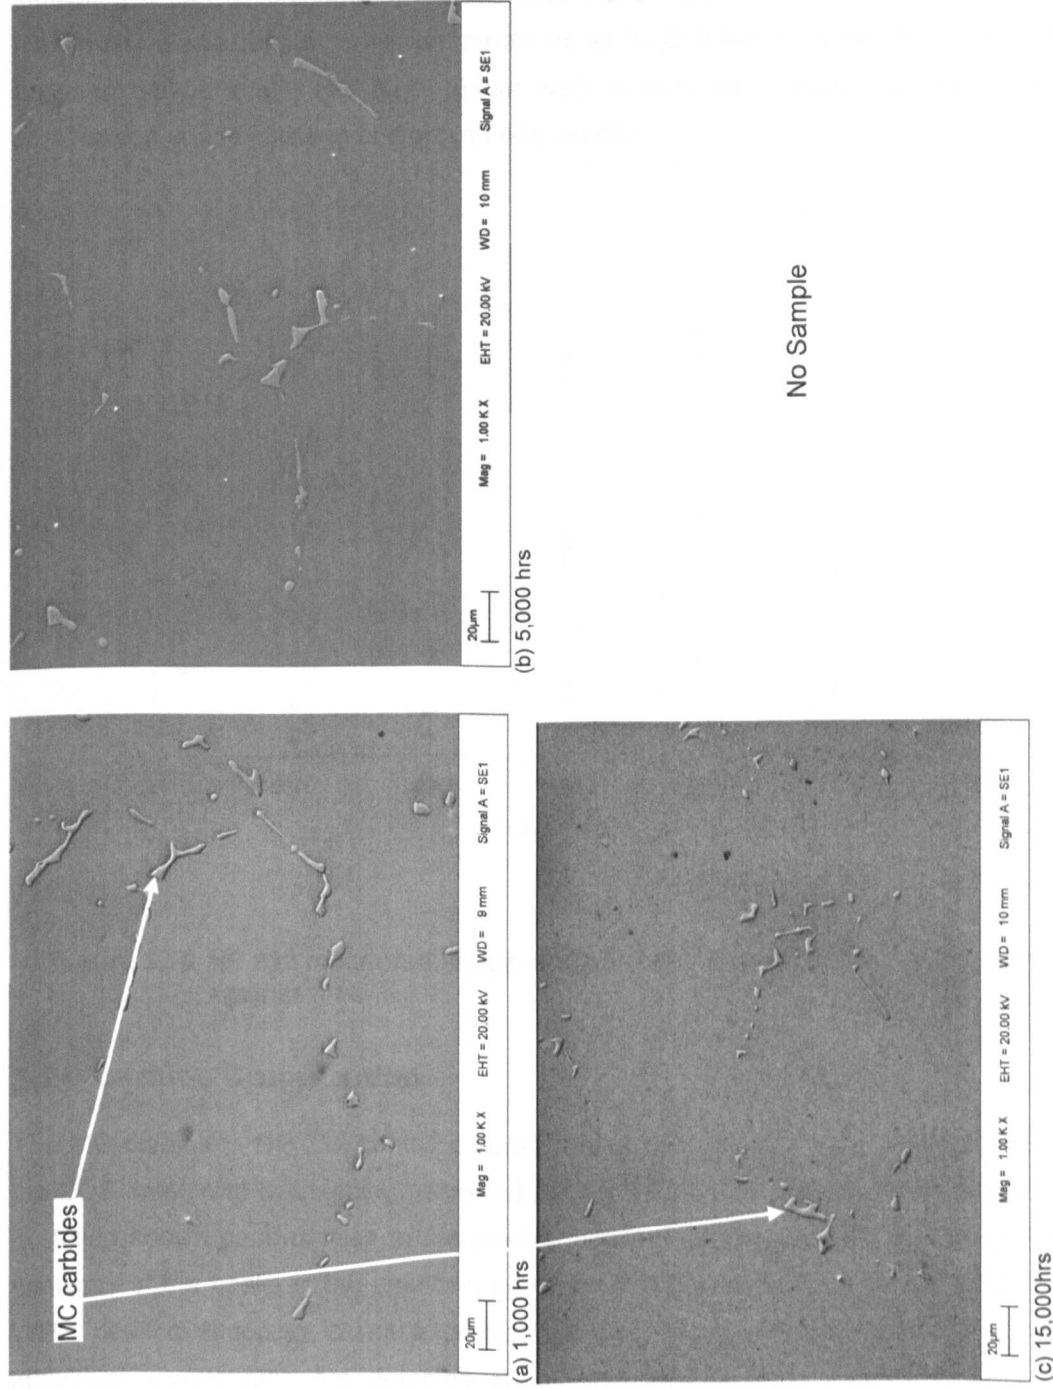 MC carbides
20µm
Mag = 1.00 K X EHT = 20.00 kV WD = 9 mm Signal A = SE1
(a) 1,000 hrs
20µm
Mag = 1.00 K X EHT = 20.00 kV WD = 10 mm Signal A = SE1
(b) 5,000 hrs
20µm
Mag = 1.00 K X EHT = 20.00 kV WD = 10 mm Signal A = SE1
(c) 15,000hrs
No Sample